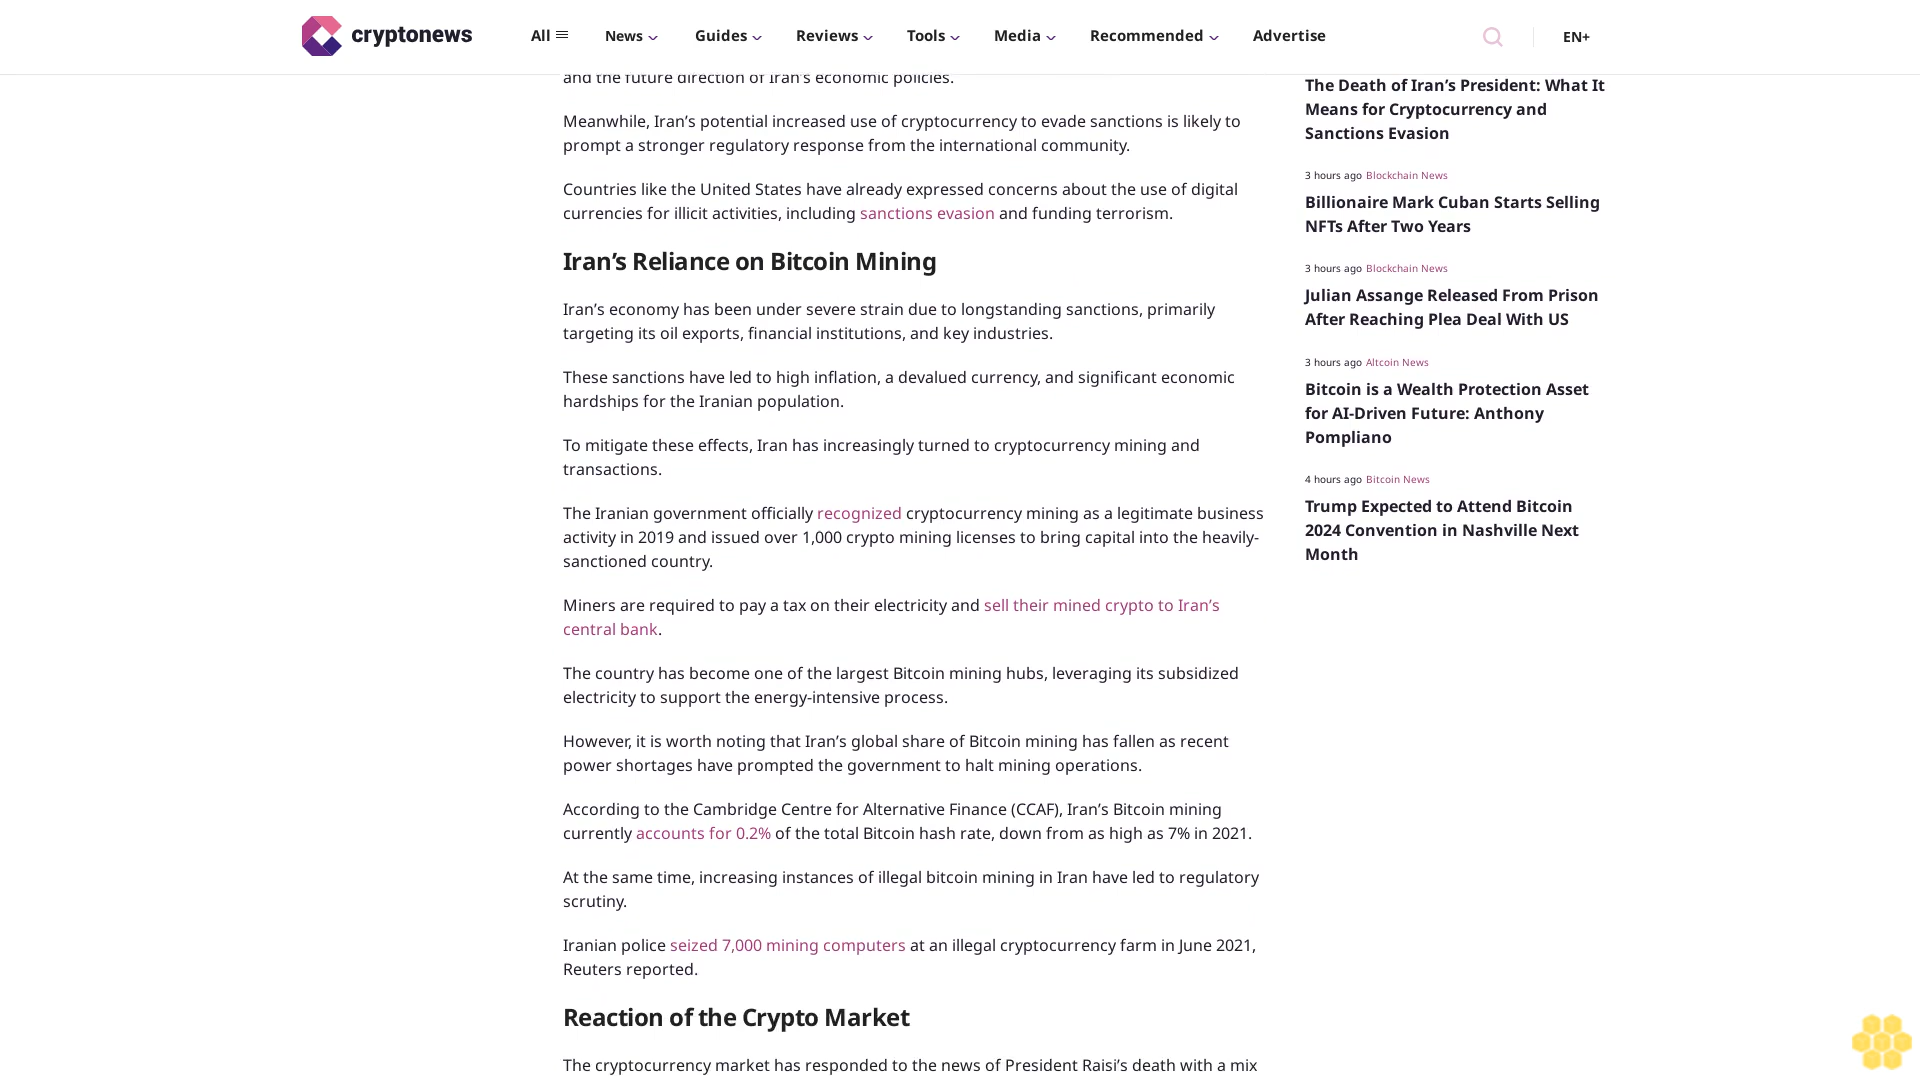 cryptonews
All
News
Guides
Reviews
Tools
Media
Recommended
Advertise
EN+
and the future direction of Iran’s economic policies.
Meanwhile, Iran’s potential increased use of cryptocurrency to evade sanctions is likely to
prompt a stronger regulatory response from the international community.
Countries like the United States have already expressed concerns about the use of digital
currencies for illicit activities, including sanctions evasion and funding terrorism.
Iran’s Reliance on Bitcoin Mining
Iran’s economy has been under severe strain due to longstanding sanctions, primarily
targeting its oil exports, financial institutions, and key industries.
These sanctions have led to high inflation, a devalued currency, and significant economic
hardships for the Iranian population.
To mitigate these effects, Iran has increasingly turned to cryptocurrency mining and
transactions.
The Iranian government officially recognized cryptocurrency mining as a legitimate business
activity in 2019 and issued over 1,000 crypto mining licenses to bring capital into the heavily-
sanctioned country.
Miners are required to pay a tax on their electricity and sell their mined crypto to Iran’s
central bank.
The country has become one of the largest Bitcoin mining hubs, leveraging its subsidized
electricity to support the energy-intensive process.
However, it is worth noting that Iran’s global share of Bitcoin mining has fallen as recent
power shortages have prompted the government to halt mining operations.
According to the Cambridge Centre for Alternative Finance (CCAF), Iran’s Bitcoin mining
currently accounts for 0.2% of the total Bitcoin hash rate, down from as high as 7% in 2021.
At the same time, increasing instances of illegal bitcoin mining in Iran have led to regulatory
scrutiny.
Iranian police seized 7,000 mining computers at an illegal cryptocurrency farm in June 2021,
Reuters reported.
Reaction of the Crypto Market
The cryptocurrency market has responded to the news of President Raisi’s death with a mix
The Death of Iran’s President: What It
Means for Cryptocurrency and
Sanctions Evasion
3 hours ago Blockchain News
Billionaire Mark Cuban Starts Selling
NFTs After Two Years
3 hours ago Blockchain News
Julian Assange Released From Prison
After Reaching Plea Deal With US
3 hours ago Altcoin News
Bitcoin is a Wealth Protection Asset
for AI-Driven Future: Anthony
Pompliano
4 hours ago Bitcoin News
Trump Expected to Attend Bitcoin
2024 Convention in Nashville Next
Month